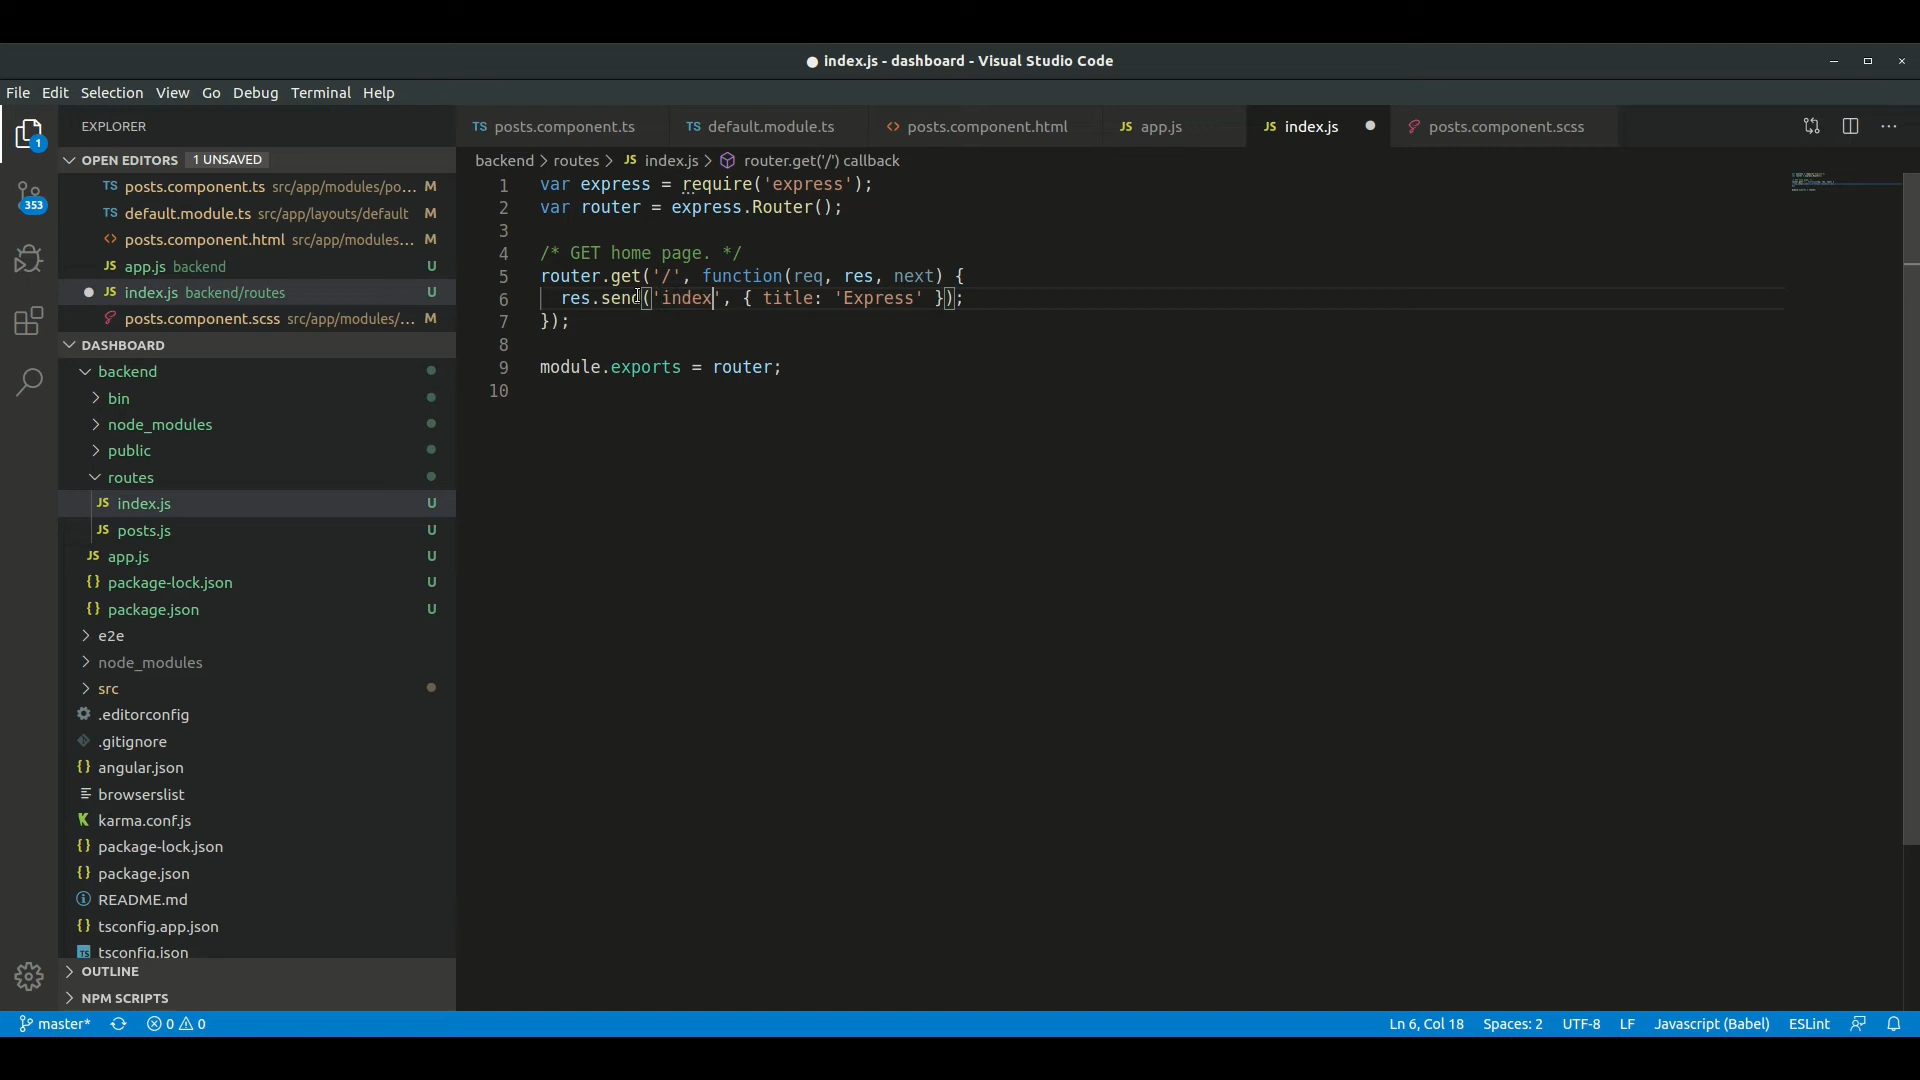 ● index.js - dashboard - Visual Studio Code
File Edit Selection View Go Debug Terminal Help
EXPLORER
OPEN EDITORS 1 UNSAVED
TS posts.component.ts src/app/modules/po... M
TS default.module.ts src/app/layouts/default M
<> posts.component.html src/app/modules... M
JS app.js backend U
● JS index.js backend/routes U
posts.component.scss src/app/modules/... M
DASHBOARD
backend
bin
node_modules
public
routes
JS index.js U
JS posts.js U
JS app.js U
{} package-lock.json U
{} package.json U
e2e
node_modules
src
.editorconfig
.gitignore
{} angular.json
browserslist
K karma.conf.js
{} package-lock.json
{} package.json
README.md
{} tsconfig.app.json
TS tsconfig.json
OUTLINE
NPM SCRIPTS
1
353
TS posts.component.ts
TS default.module.ts
<> posts.component.html
JS app.js
JS index.js ●
posts.component.scss
backend > routes > JS index.js > router.get('/') callback
1 var express = require('express');
2 var router = express.Router();
3
4 /* GET home page. */
5 router.get('/', function(req, res, next) {
6 res.send('index', { title: 'Express' });
7 });
8
9 module.exports = router;
10
master* 0 0 Ln 6, Col 18 Spaces: 2 UTF-8 LF Javascript (Babel) ESLint